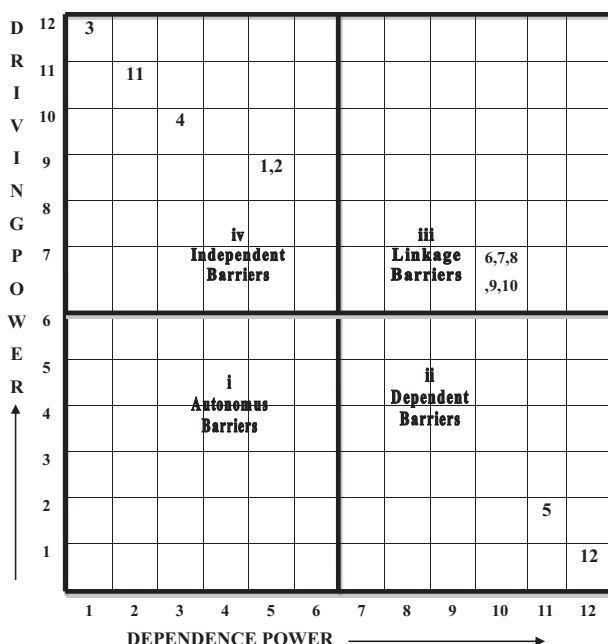 DRIVINGPOWER
12
3
11
11
10
4
9
1,2
8
7
iv
Independent
Barriers
iii
Linkage
Barriers
6,7,8
,9,10
6
5
4
3
2
1
i
Autonomus
Barriers
ii
Dependent
Barriers
5
12
1 2 3 4 5 6 7 8 9 10 11 12
DEPENDENCE POWER